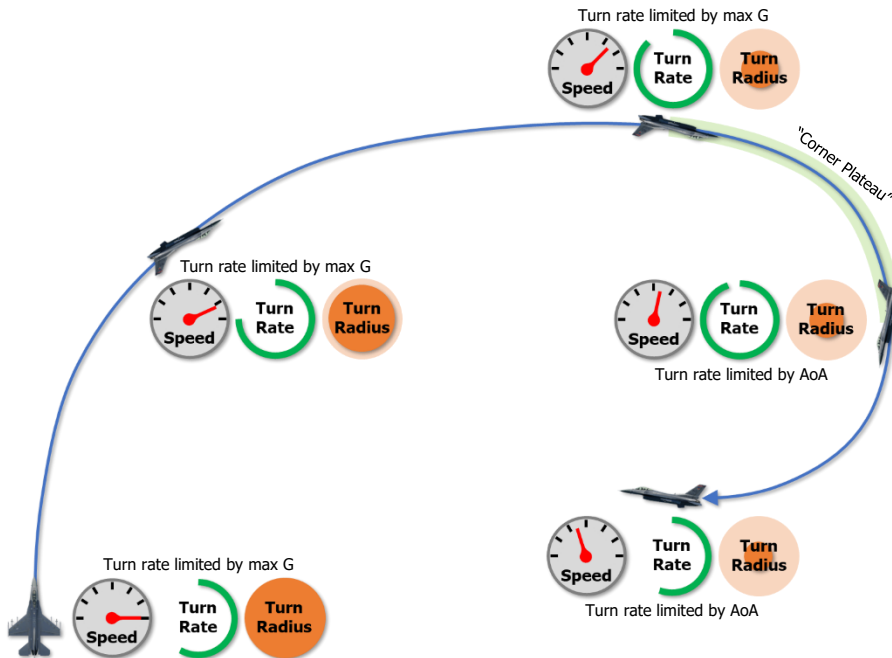 Turn rate limited by max G
Speed
Turn
Rate
Turn
Radius
“Corner Plateau”
Turn rate limited by max G
Speed
Turn
Rate
Turn
Radius
Speed
Turn
Rate
Turn
Radius
Turn rate limited by AoA
Turn rate limited by max G
Speed
Turn
Rate
Turn
Radius
Speed
Turn
Rate
Turn
Radius
Turn rate limited by AoA